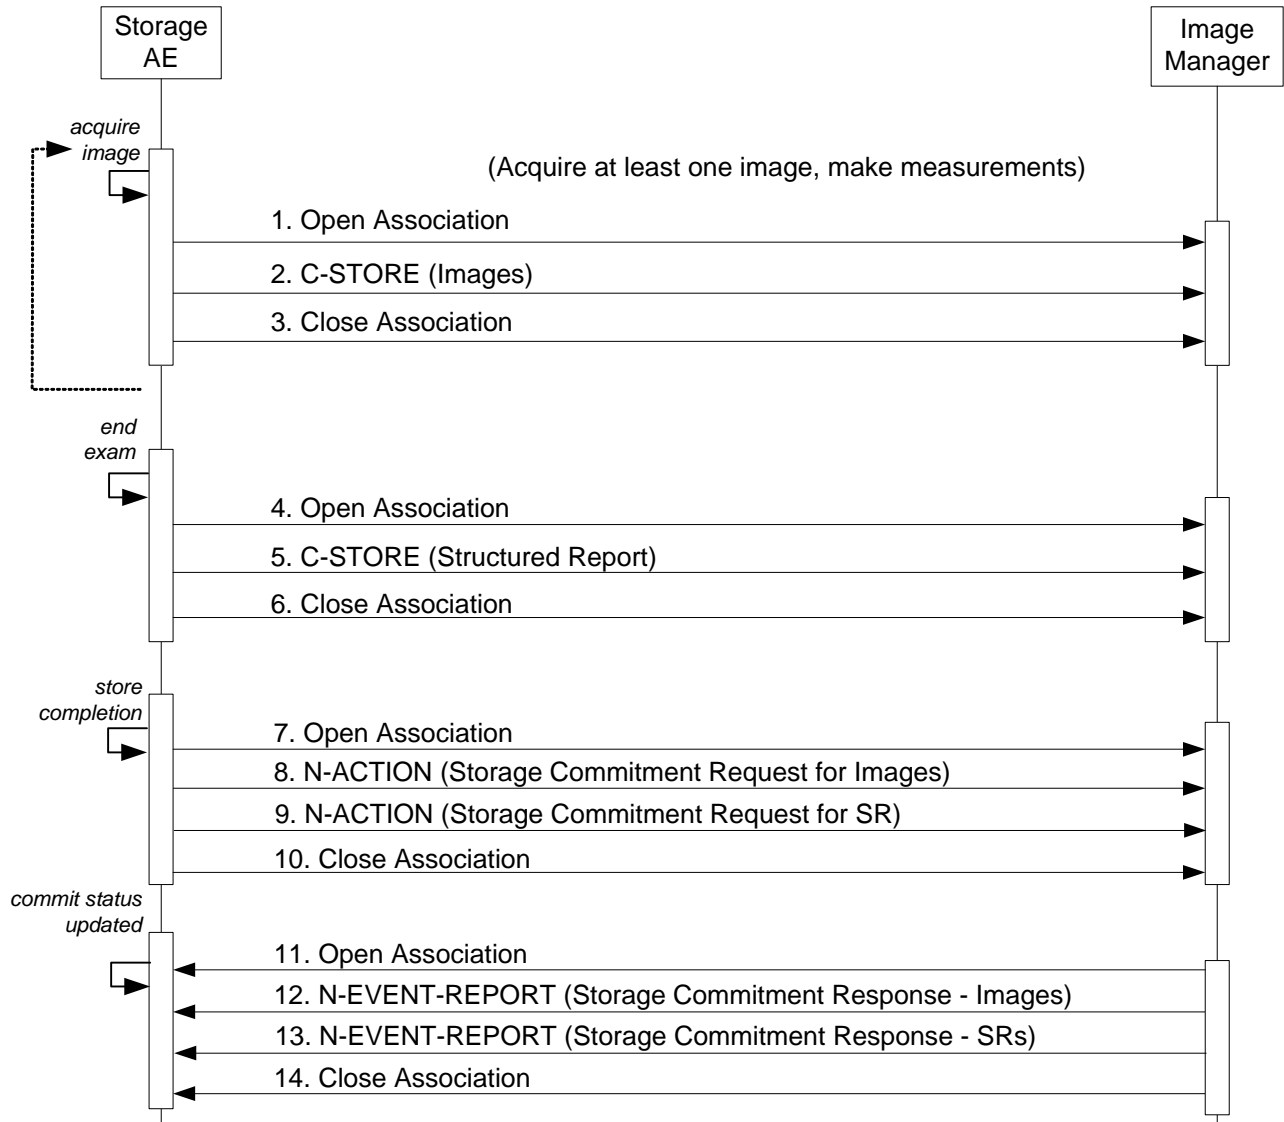 Storage
AE
Image
Manager
acquire
image
(Acquire at least one image, make measurements)
1. Open Association
2. C-STORE (Images)
3. Close Association
end
exam
4. Open Association
5. C-STORE (Structured Report)
6. Close Association
store
completion
7. Open Association
8. N-ACTION (Storage Commitment Request for Images)
9. N-ACTION (Storage Commitment Request for SR)
10. Close Association
commit status
updated
11. Open Association
12. N-EVENT-REPORT (Storage Commitment Response - Images)
13. N-EVENT-REPORT (Storage Commitment Response - SRs)
14. Close Association